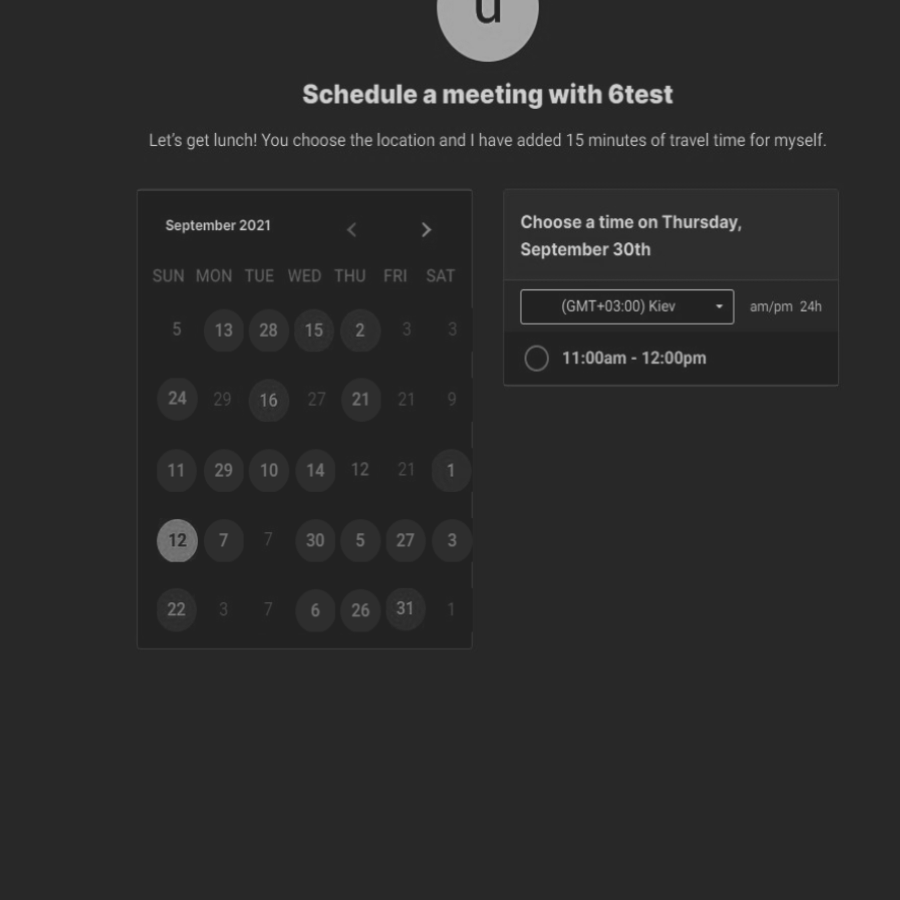 u
Schedule a meeting with 6test
Let's get lunch! You choose the location and I have added 15 minutes of travel time for myself.
September 2021
SUN MON TUE WED THU FRI SAT
5 13 28 15 2 3 3
24 29 16 27 21 21 9
11 29 10 14 12 21 1
12 7 7 30 5 27 3
22 3 7 6 26 31 1
Choose a time on Thursday,
September 30th
(GMT+03:00) Kiev am/pm 24h
11:00am - 12:00pm